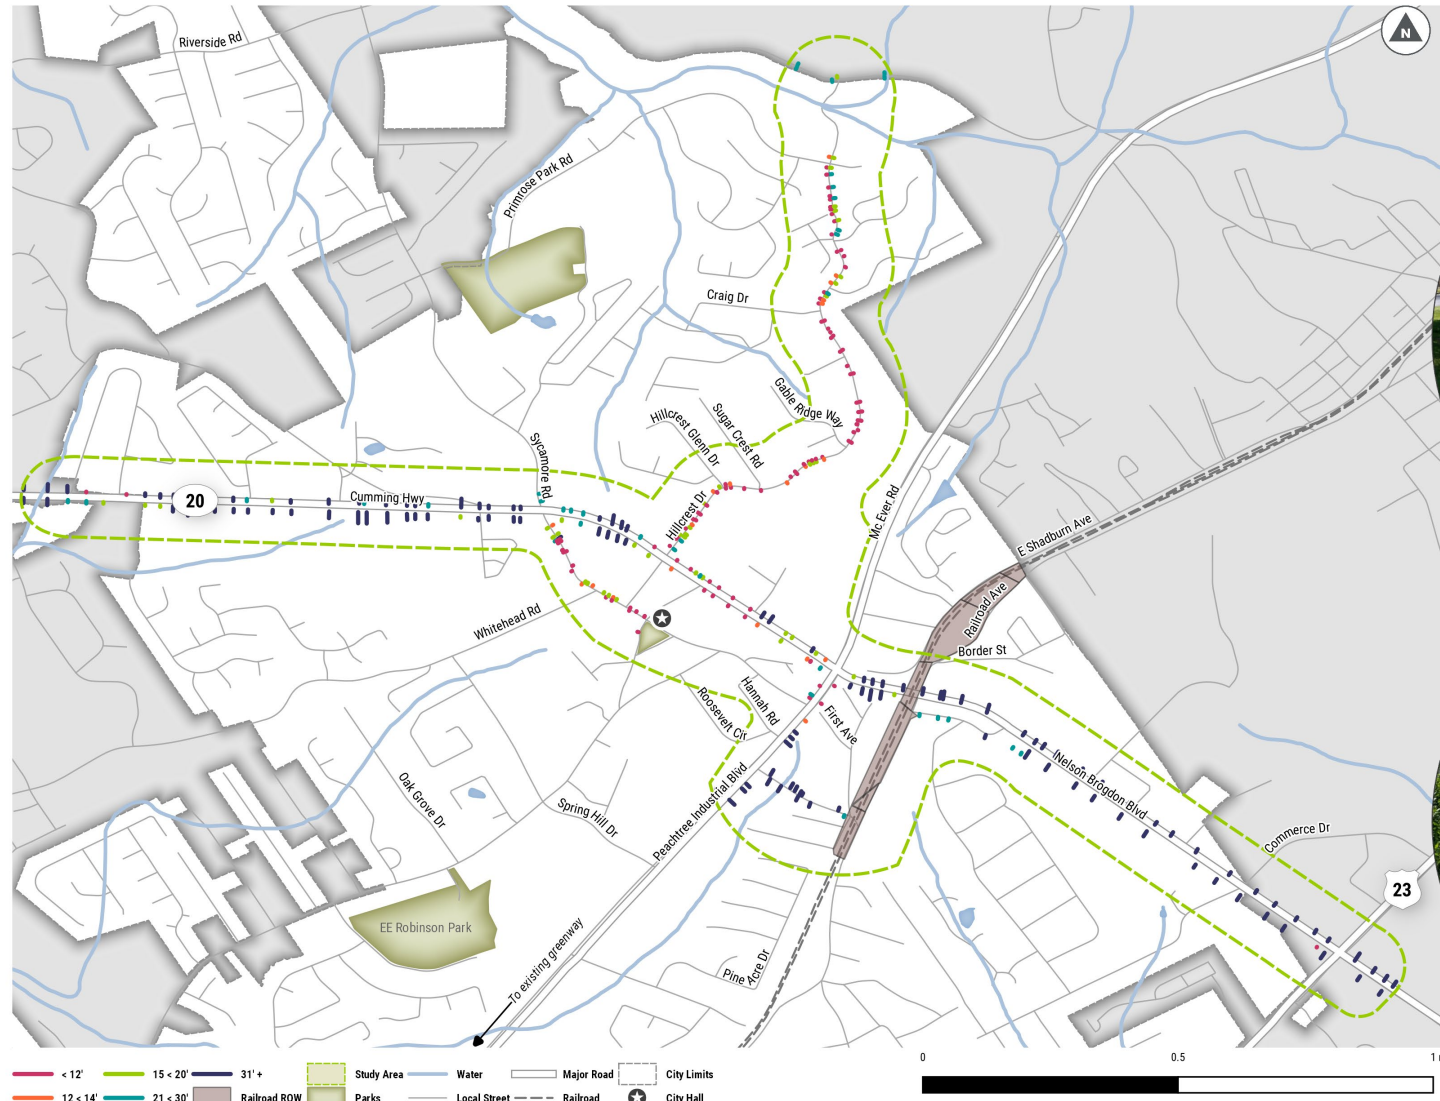 N
Riverside Rd
Primrose Park Rd
Craig Dr
Gable Ridge Way
Sugar Crest Rd
Hillcrest Glenn Dr
Sycamore Rd
20
Cumming Hwy
Hillcrest Dr
Mc Ever Rd
E Shadburn Ave
Railroad Ave
Border St
Whitehead Rd
Hannah Rd
Roosevelt Cir
First Ave
Nelson Brogdon Blvd
Oak Grove Dr
Spring Hill Dr
Peachtree Industrial Blvd
Commerce Dr
23
EE Robinson Park
To existing greenway
Pine Acre Dr
0 0.5 1
< 12' 15 < 20' 31' + Study Area Water Major Road City Limits
12 < 14' 21 < 30' Railroad ROW Parks Local Street Railroad City Hall